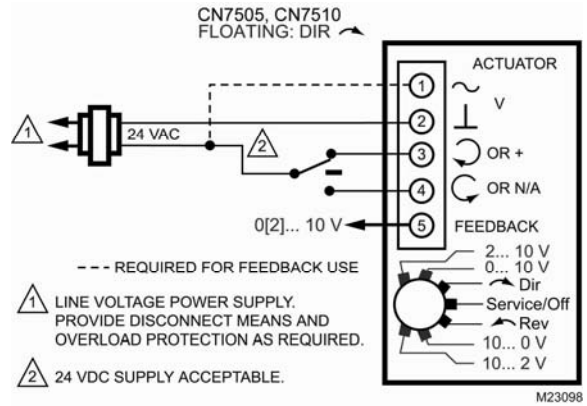 CN7505, CN7510
FLOATING: DIR
ACTUATOR
1
V
1
24 VAC
2
2
3
OR +
4
OR N/A
0[2]... 10 V
5
FEEDBACK
2... 10 V
0... 10 V
Dir
Service/Off
Rev
10... 0 V
10... 2 V
--- REQUIRED FOR FEEDBACK USE
1 LINE VOLTAGE POWER SUPPLY.
PROVIDE DISCONNECT MEANS AND
OVERLOAD PROTECTION AS REQUIRED.
2 24 VDC SUPPLY ACCEPTABLE.
M23098